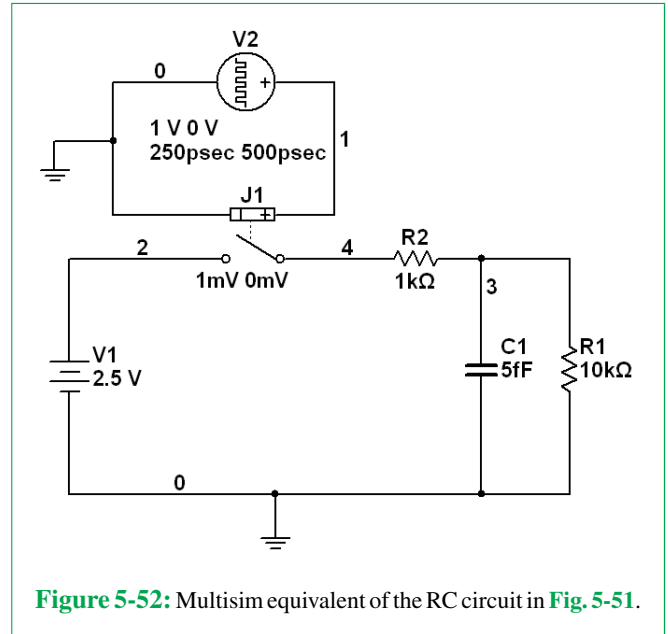 V2
0
1 V 0 V
250psec 500psec
1
J1
2
4
R2
1mV 0mV
1kΩ
3
V1
2.5 V
C1
5fF
R1
10kΩ
0
Figure 5-52: Multisim equivalent of the RC circuit in Fig. 5-51.